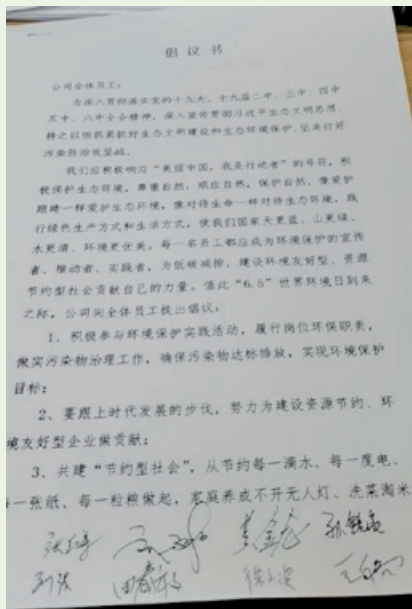 倡议书
公司全体员工：
为深入贯彻落实党的十九大、十九届二中、三中、四中
五中、六中全会精神，深入宣传贯彻习近平生态文明思想，
持之以恒抓紧抓好生态文明建设和生态环境保护，坚决打好
污染防治攻坚战。
我们应积极响应“美丽中国，我是行动者”的号召，积
极保护生态环境，尊重自然，顺应自然，保护自然，像爱护
眼睛一样爱护生态环境，像对待生命一样对待生态环境，践
行绿色生产方式和生活方式，使我们国家天更蓝、山更绿、
水更清、环境更优美。每一名员工都应成为环境保护的宣传
者、推动者、实践者，为低碳减排、建设环境友好型、资源
节约型社会贡献自己的力量。值此“6.5”世界环境日到来
之际，公司向全体员工提出倡议：
1、积极参与环境保护实践活动，履行岗位环保职责，
做实污染物治理工作，确保污染物达标排放，实现环境保护
目标；
2、要跟上时代发展的步伐，努力为建设资源节约、环
境友好型企业做贡献；
3、共建“节约型社会”，从节约每一滴水、每一度电、
每一张纸、每一粒粮做起，家庭养成不开无人灯、洗菜淘米